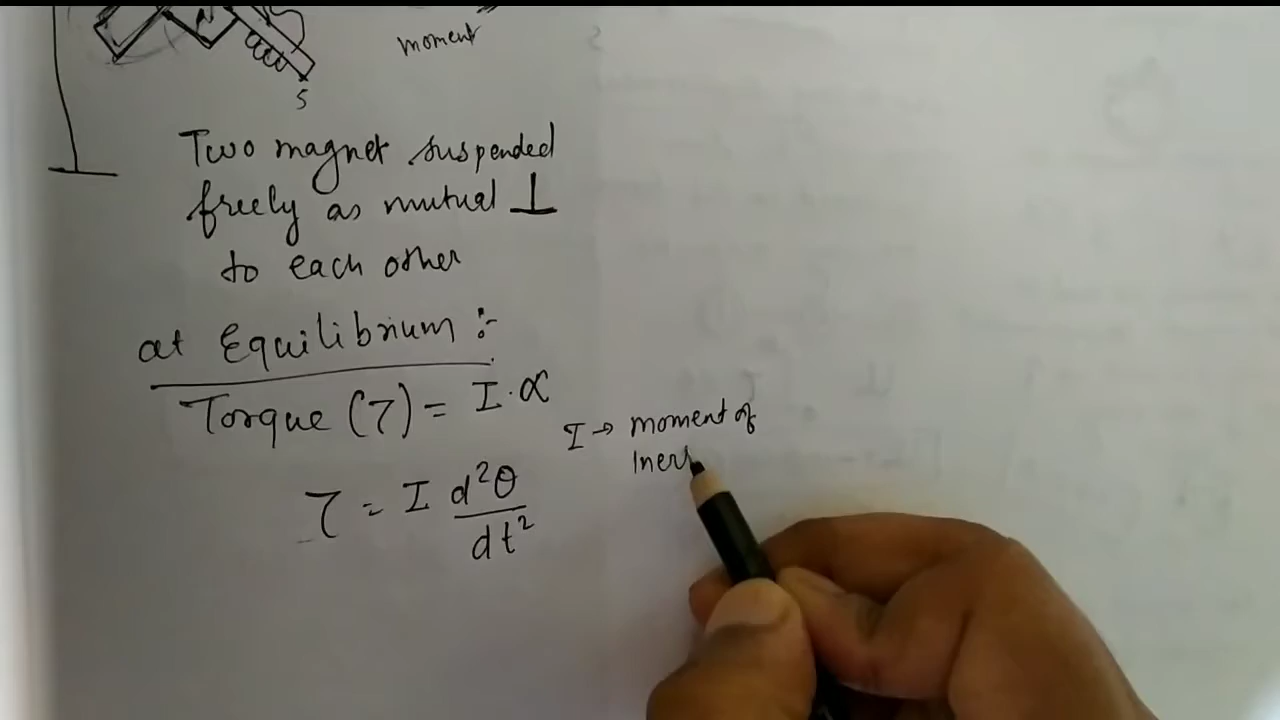 moment
S
Two magnet suspended
freely as mutual ⊥
to each other
at Equilibrium :-
Torque (τ) = I · α
I → moment of
Iner
τ = I d²θ/dt²